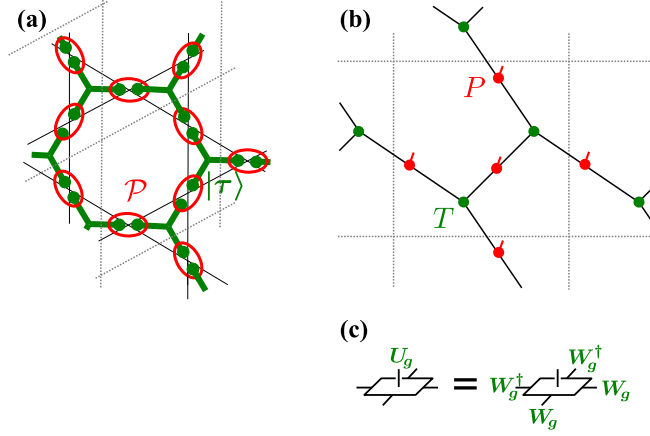 (a)
𝒫
|τ⟩
(b)
P
T
(c)
U_g = W_g^† W_g^† W_g W_g